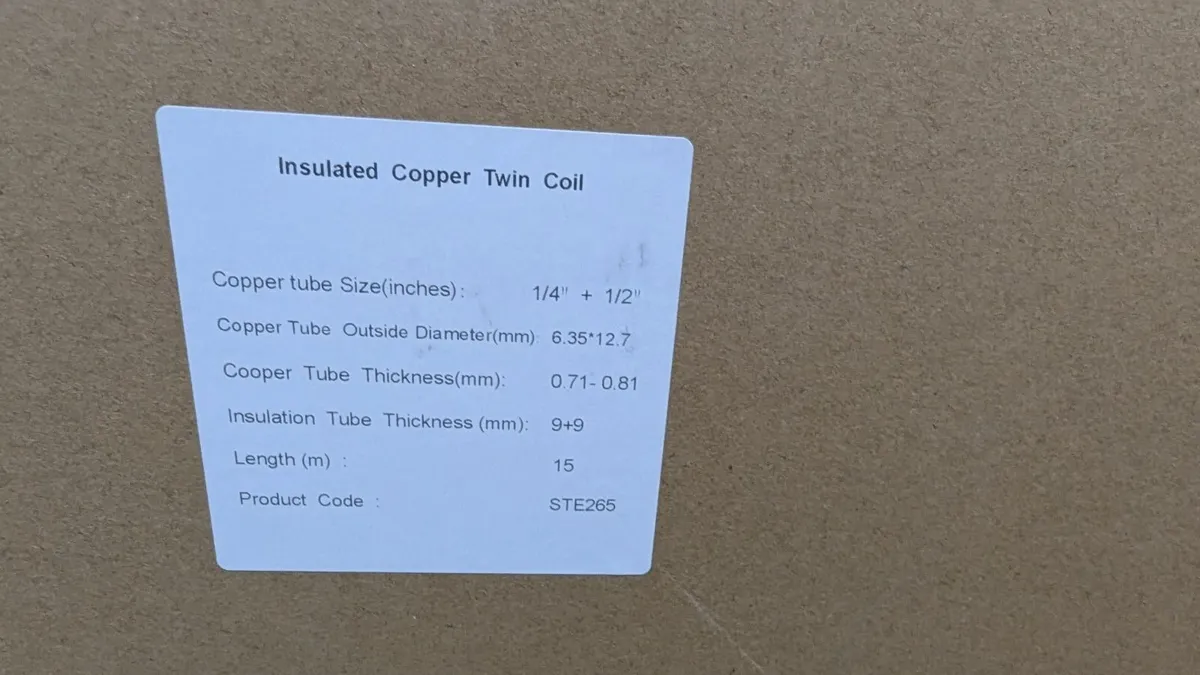 Insulated Copper Twin Coil
Copper tube Size(inches): 1/4" + 1/2"
Copper Tube Outside Diameter(mm) 6.35*12.7
Cooper Tube Thickness(mm): 0.71- 0.81
Insulation Tube Thickness (mm): 9+9
Length (m) : 15
Product Code : STE265